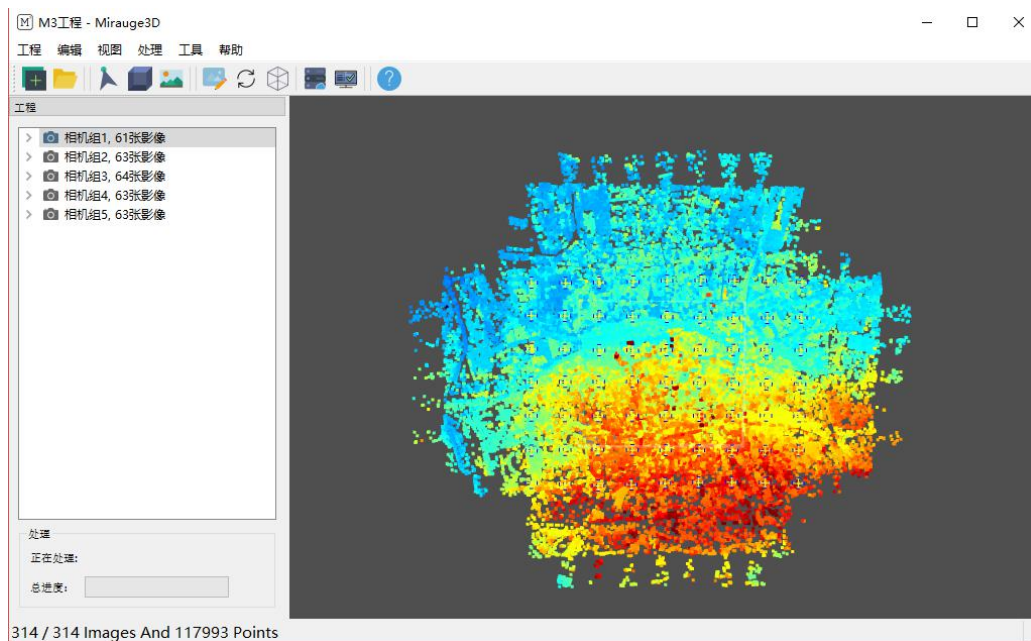 M M3工程 - Mirauge3D
工程 编辑 视图 处理 工具 帮助
工程
相机组1, 61张影像
相机组2, 63张影像
相机组3, 64张影像
相机组4, 63张影像
相机组5, 63张影像
处理
正在处理:
总进度:
314 / 314 Images And 117993 Points